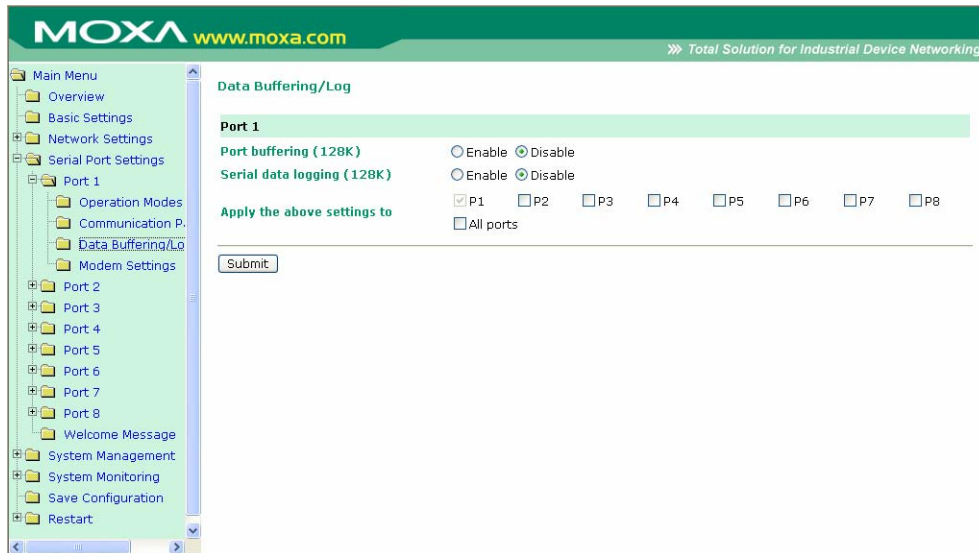 MOXA www.moxa.com
Total Solution for Industrial Device Networking
Main Menu
Overview
Basic Settings
Network Settings
Serial Port Settings
Port 1
Operation Modes
Communication P
Data Buffering/Lo
Modem Settings
Port 2
Port 3
Port 4
Port 5
Port 6
Port 7
Port 8
Welcome Message
System Management
System Monitoring
Save Configuration
Restart
Data Buffering/Log
Port 1
Port buffering (128K) Enable Disable
Serial data logging (128K) Enable Disable
Apply the above settings to P1 P2 P3 P4 P5 P6 P7 P8
All ports
Submit